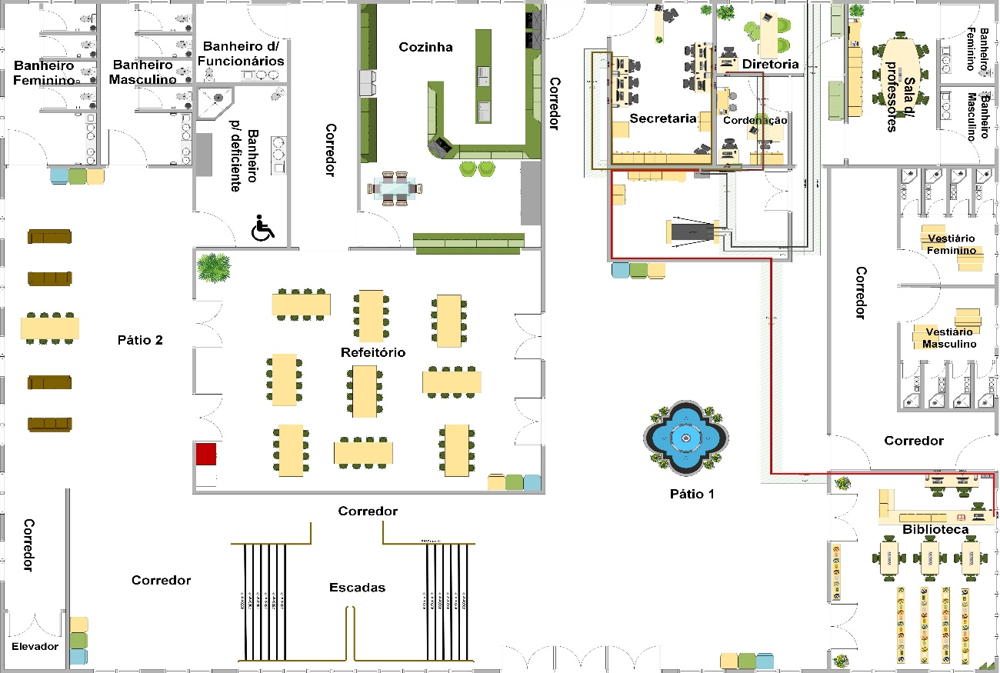 Banheiro
Feminino
Banheiro
Masculino
Banheiro d/
Funcionários
Banheiro
p/ deficiente
Corredor
Cozinha
Corredor
Secretaria
Diretoria
Cordenação
Sala d/
professores
Banheiro
Feminino
Banheiro
Masculino
Vestiário
Feminino
Corredor
Vestiário
Masculino
Corredor
Pátio 2
Refeitório
Pátio 1
Corredor
Corredor
Corredor
Escadas
Elevador
Biblioteca